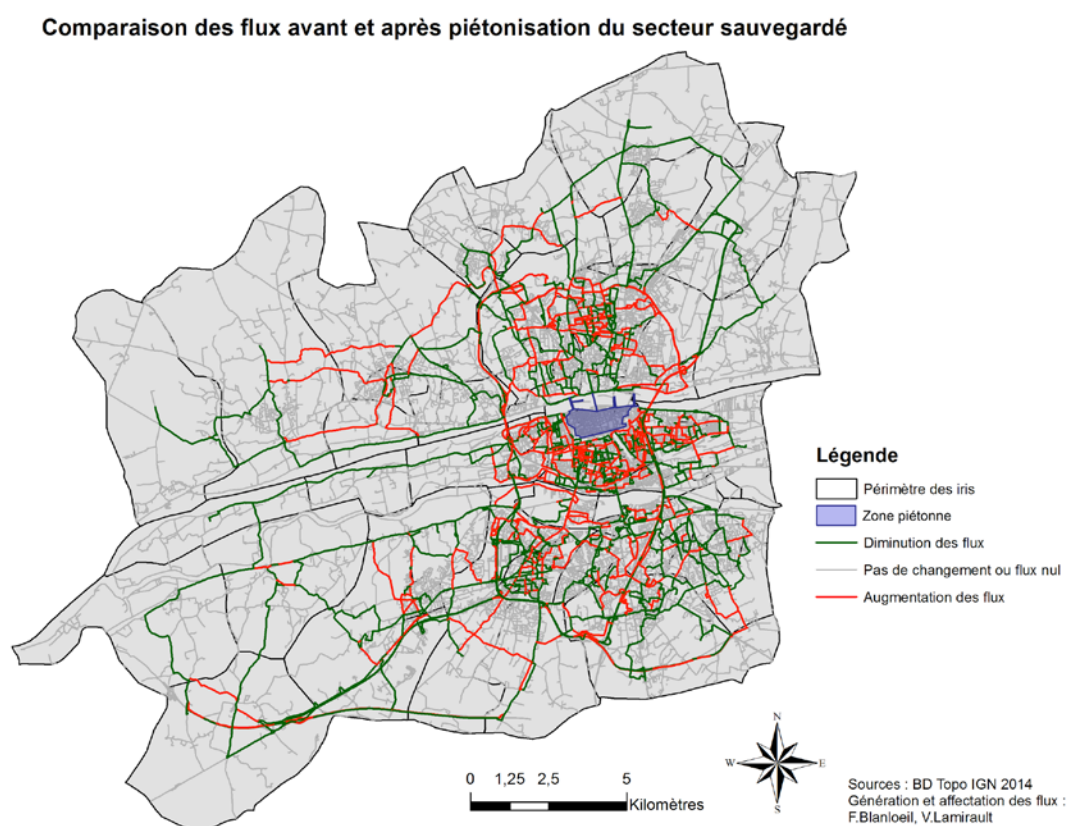 Comparaison des flux avant et après piétonisation du secteur sauvegardé
Légende
Périmètre des iris
Zone piétonne
Diminution des flux
Pas de changement ou flux nul
Augmentation des flux
N
W
E
S
0 1,25 2,5 5
Kilomètres
Sources : BD Topo IGN 2014
Génération et affectation des flux :
F.Blanloeil, V.Lamirault